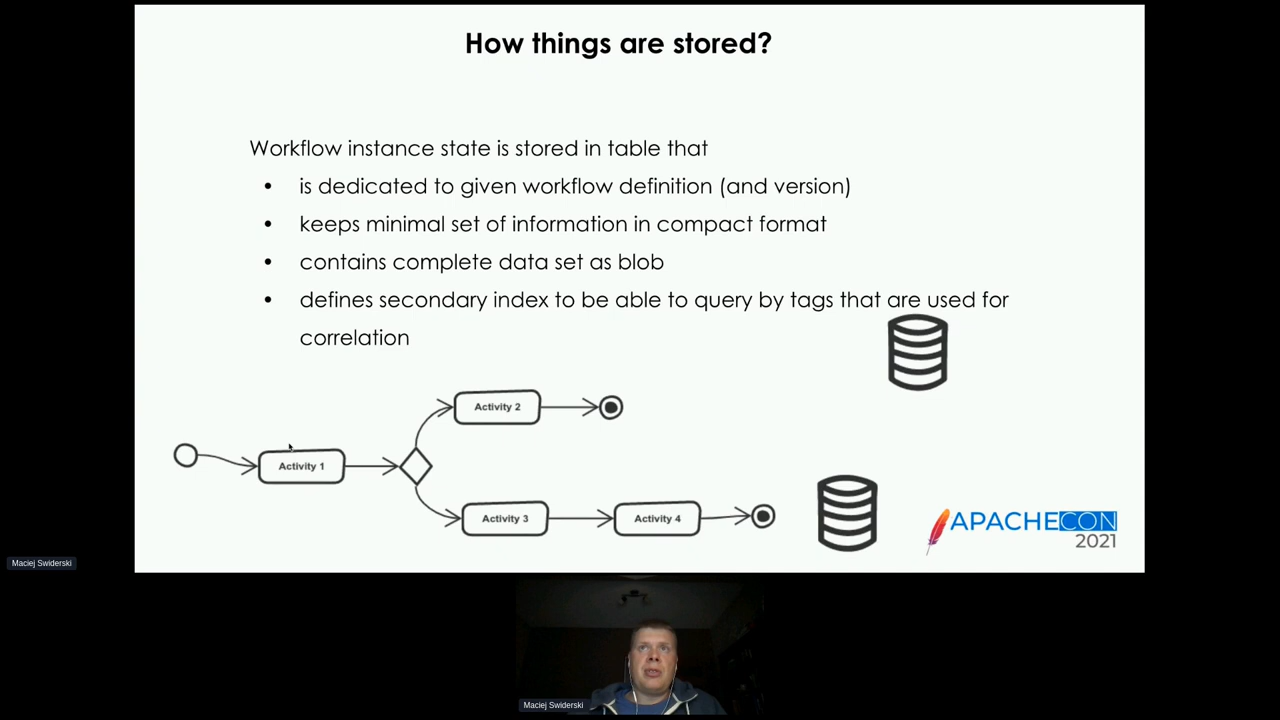 How things are stored?
Workflow instance state is stored in table that
• is dedicated to given workflow definition (and version)
• keeps minimal set of information in compact format
• contains complete data set as blob
• defines secondary index to be able to query by tags that are used for
correlation
Activity 2
Activity 1
Activity 3
Activity 4
APACHECON
2021
Maciej Swiderski
Maciej Swiderski